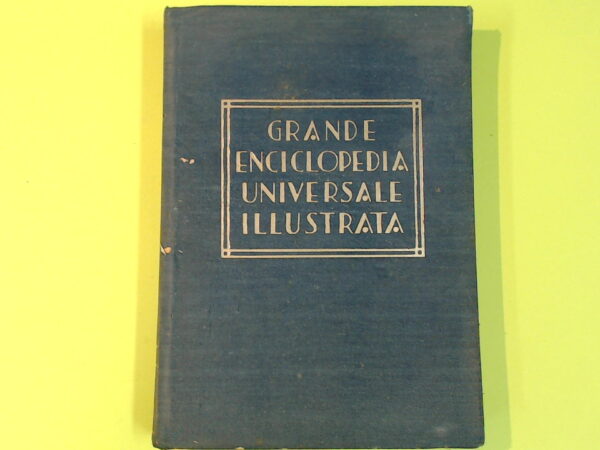 GRANDE
ENCICLOPEDIA
UNIVERSALE
ILLUSTRATA